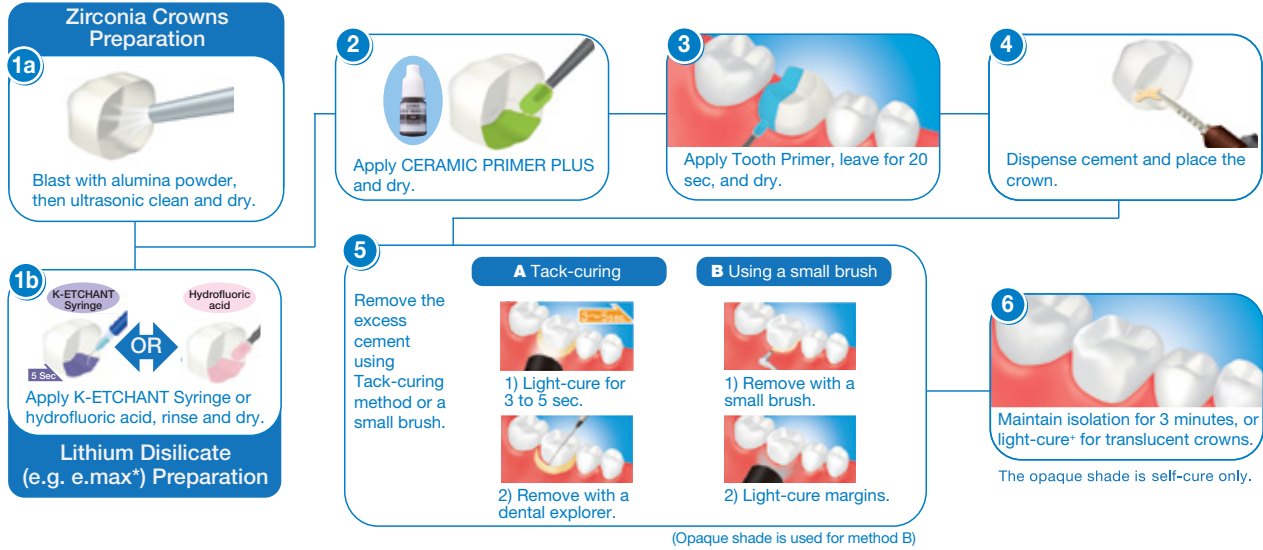 Zirconia Crowns
Preparation
1a
Blast with alumina powder,
then ultrasonic clean and dry.
1b
K-ETCHANT
Syringe
Hydrofluoric
acid
OR
5 Sec
Apply K-ETCHANT Syringe or
hydrofluoric acid, rinse and dry.
Lithium Disilicate
(e.g. e.max*) Preparation
2
Apply CERAMIC PRIMER PLUS
and dry.
3
Apply Tooth Primer, leave for 20
sec, and dry.
4
Dispense cement and place the
crown.
5
Remove the
excess
cement
using
Tack-curing
method or a
small brush.
A Tack-curing
1) Light-cure for
3 to 5 sec.
2) Remove with a
dental explorer.
B Using a small brush
1) Remove with a
small brush.
2) Light-cure margins.
(Opaque shade is used for method B)
6
Maintain isolation for 3 minutes, or
light-cure⁺ for translucent crowns.
The opaque shade is self-cure only.